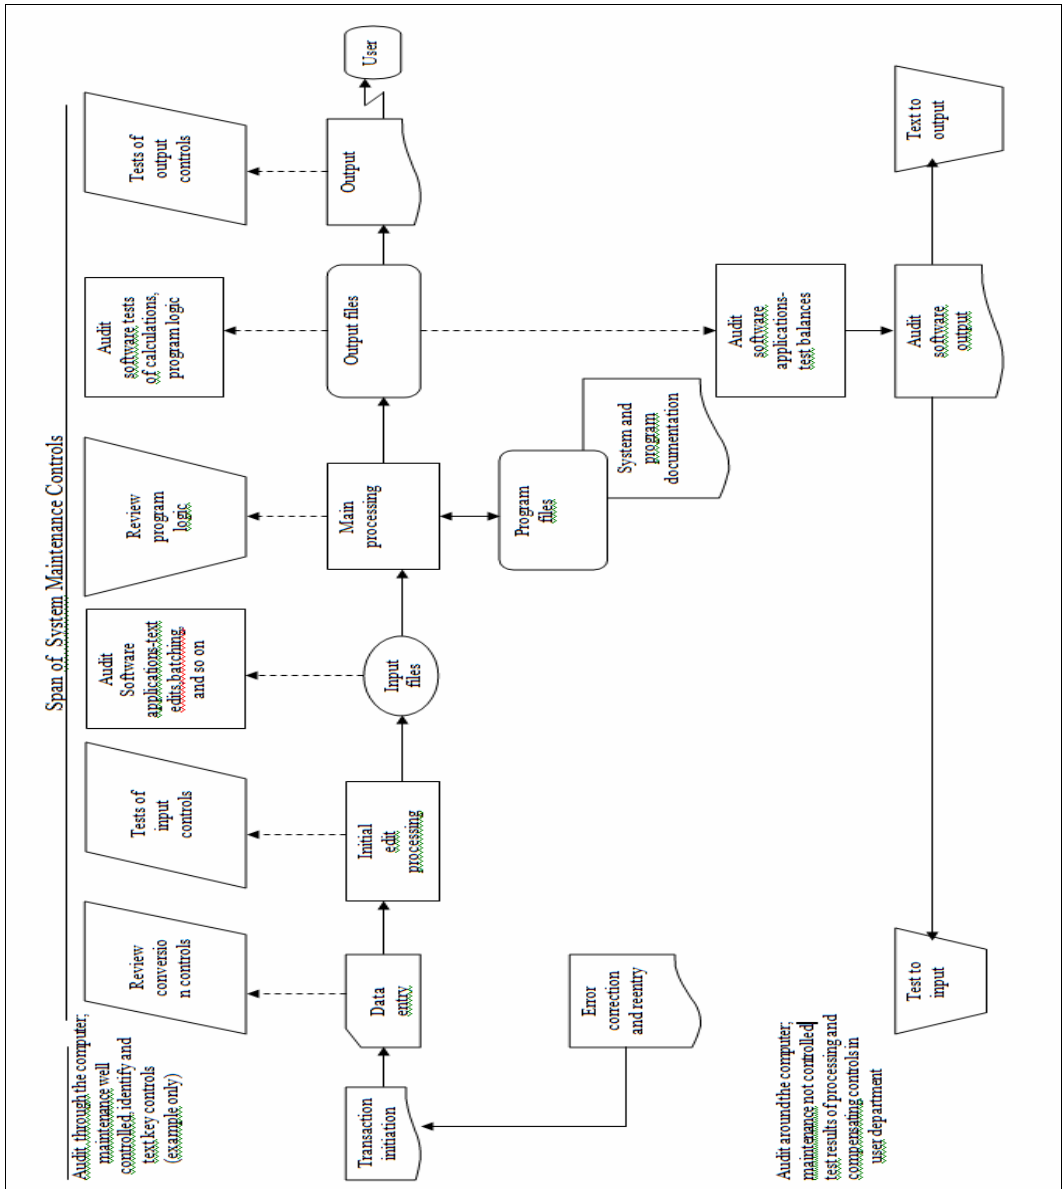 Span of System Maintenance Controls
Audit through the computer;
maintenance well
controlled, identify and
text key controls
(example only)
Review
conversio
n controls
Tests of
input
controls
Audit
Software
applications-text
edits,batching,
and so on
Review
program
logic
Audit
software tests
of calculations,
program logic
Tests of
output
controls
Transaction
initiation
Data
entry
Initial
edit
processing
Input
files
Main
processing
Output files
Output
User
Error
correction
and reentry
Program
files
System and
program
documentation
Audit
software
applications-
test balances
Audit around the computer;
maintenance not controlled
test results of processing and
compensating controls in
user department
Test to
input
Audit
software
output
Text to
output